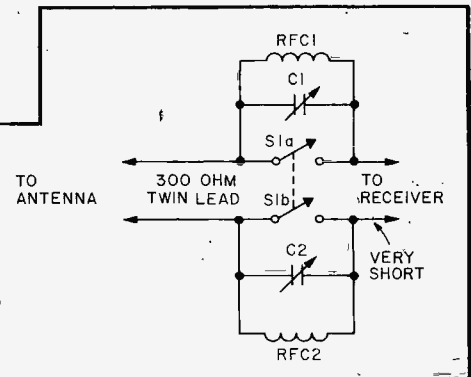 RFC1
C1
S1a
TO
ANTENNA
300 OHM
TWIN LEAD
TO
RECEIVER
S1b
VERY
SHORT
C2
RFC2